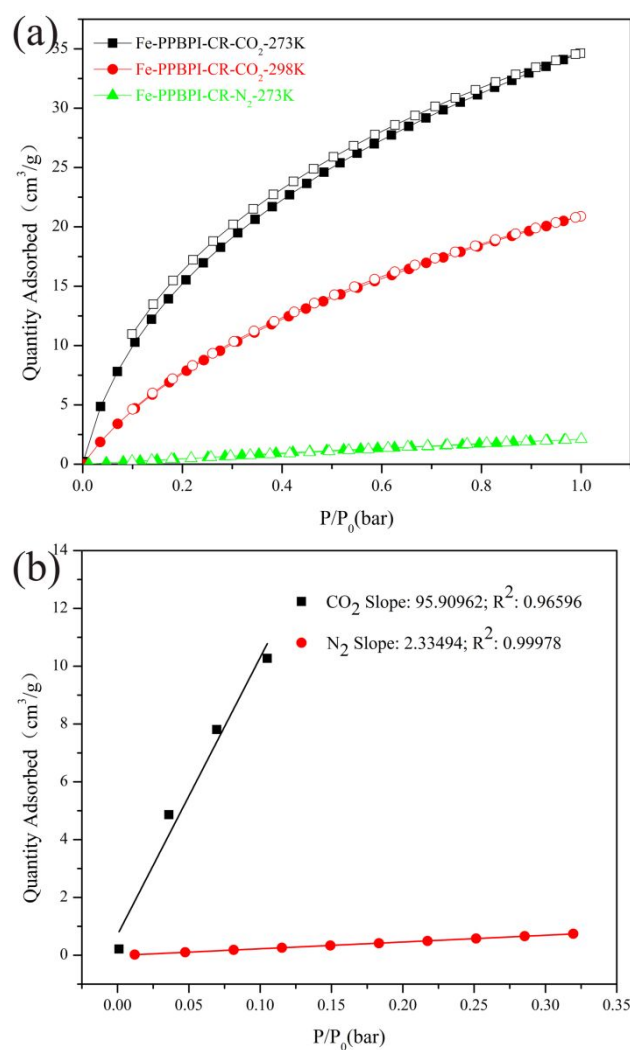 (a)
Fe-PPBPI-CR-CO₂-273K
Fe-PPBPI-CR-CO₂-298K
Fe-PPBPI-CR-N₂-273K
Quantity Adsorbed（cm³/g）
35
30
25
20
15
10
5
0
0.0 0.2 0.4 0.6 0.8 1.0
P/P₀(bar)
(b)
CO₂ Slope: 95.90962; R²: 0.96596
N₂ Slope: 2.33494; R²: 0.99978
Quantity Adsorbed（cm³/g）
14
12
10
8
6
4
2
0
0.00 0.05 0.10 0.15 0.20 0.25 0.30 0.35
P/P₀(bar)